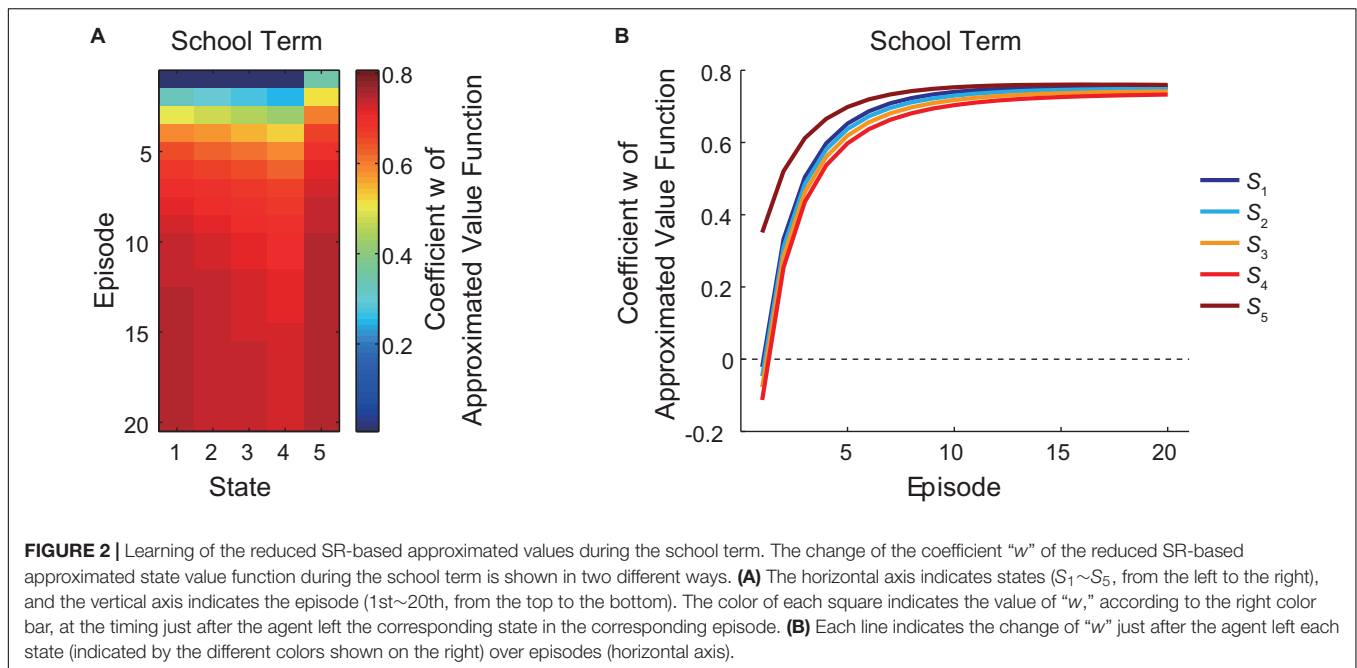 A
School Term
0.8
0.6
0.4
0.2
5
10
15
20
Episode
1 2 3 4 5
State
Coefficient w of
Approximated Value Function
B
School Term
0.8
0.6
0.4
0.2
0
-0.2
Coefficient w of
Approximated Value Function
5 10 15 20
Episode
S1
S2
S3
S4
S5
FIGURE 2 | Learning of the reduced SR-based approximated values during the school term. The change of the coefficient “w” of the reduced SR-based
approximated state value function during the school term is shown in two different ways. (A) The horizontal axis indicates states (S1∼S5, from the left to the right),
and the vertical axis indicates the episode (1st∼20th, from the top to the bottom). The color of each square indicates the value of “w,” according to the right color
bar, at the timing just after the agent left the corresponding state in the corresponding episode. (B) Each line indicates the change of “w” just after the agent left each
state (indicated by the different colors shown on the right) over episodes (horizontal axis).